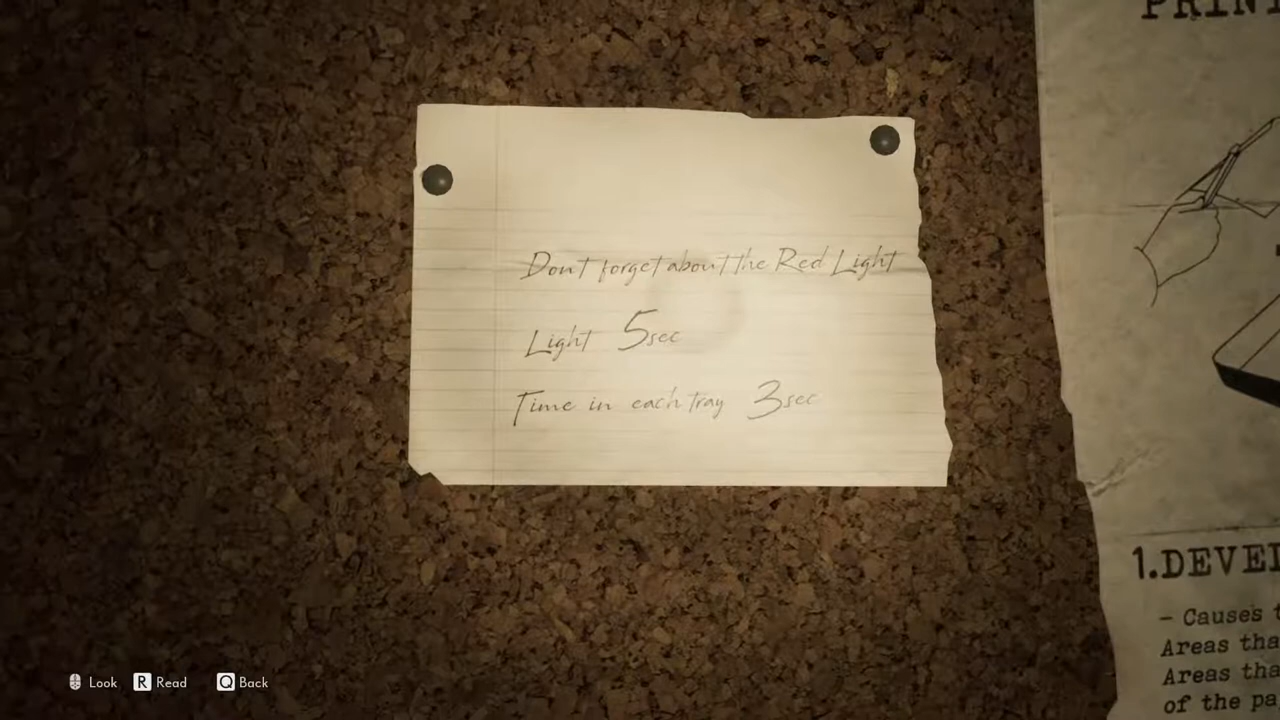 PRIN
Dont forget about the Red Light
Light 5sec
Time in each tray 3sec
1.DEVE
- Causes
Areas tha
Areas tha
of the pa
Look R Read Q Back